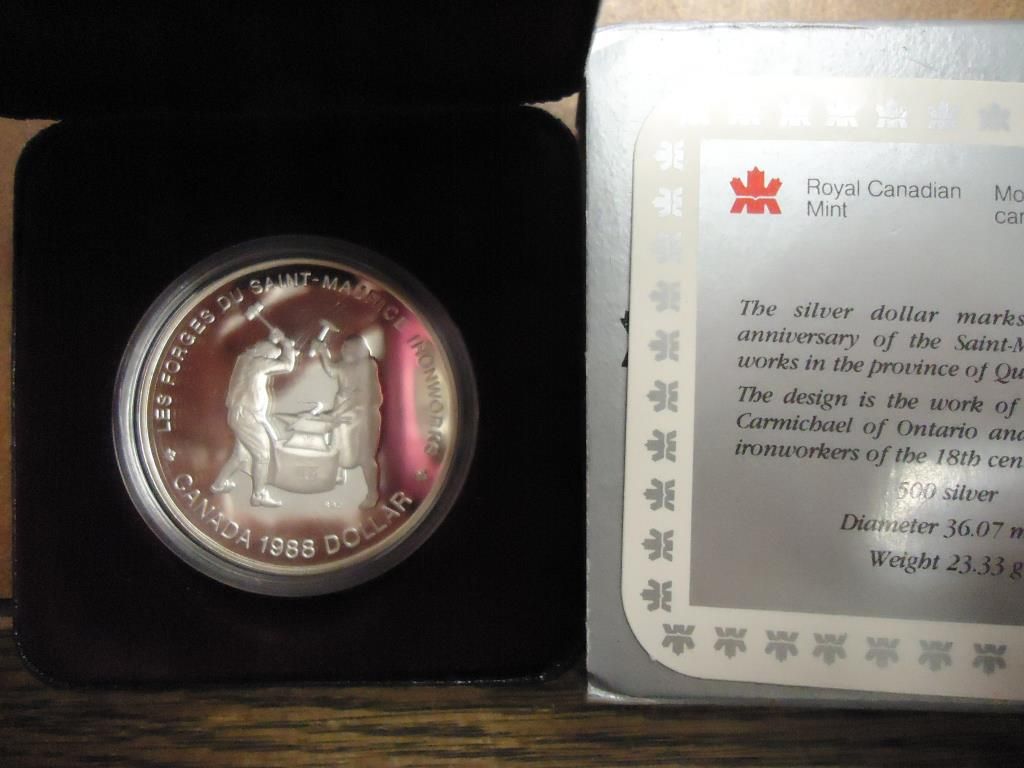 LES FORGES DU SAINT-MAURICE IRONWORKS
CANADA 1988 DOLLAR
Royal Canadian
Mint
Mo
car
The silver dollar marks
anniversary of the Saint-M
works in the province of Qu
The design is the work of
Carmichael of Ontario and
ironworkers of the 18th cen
500 silver
Diameter 36.07 m
Weight 23.33 g